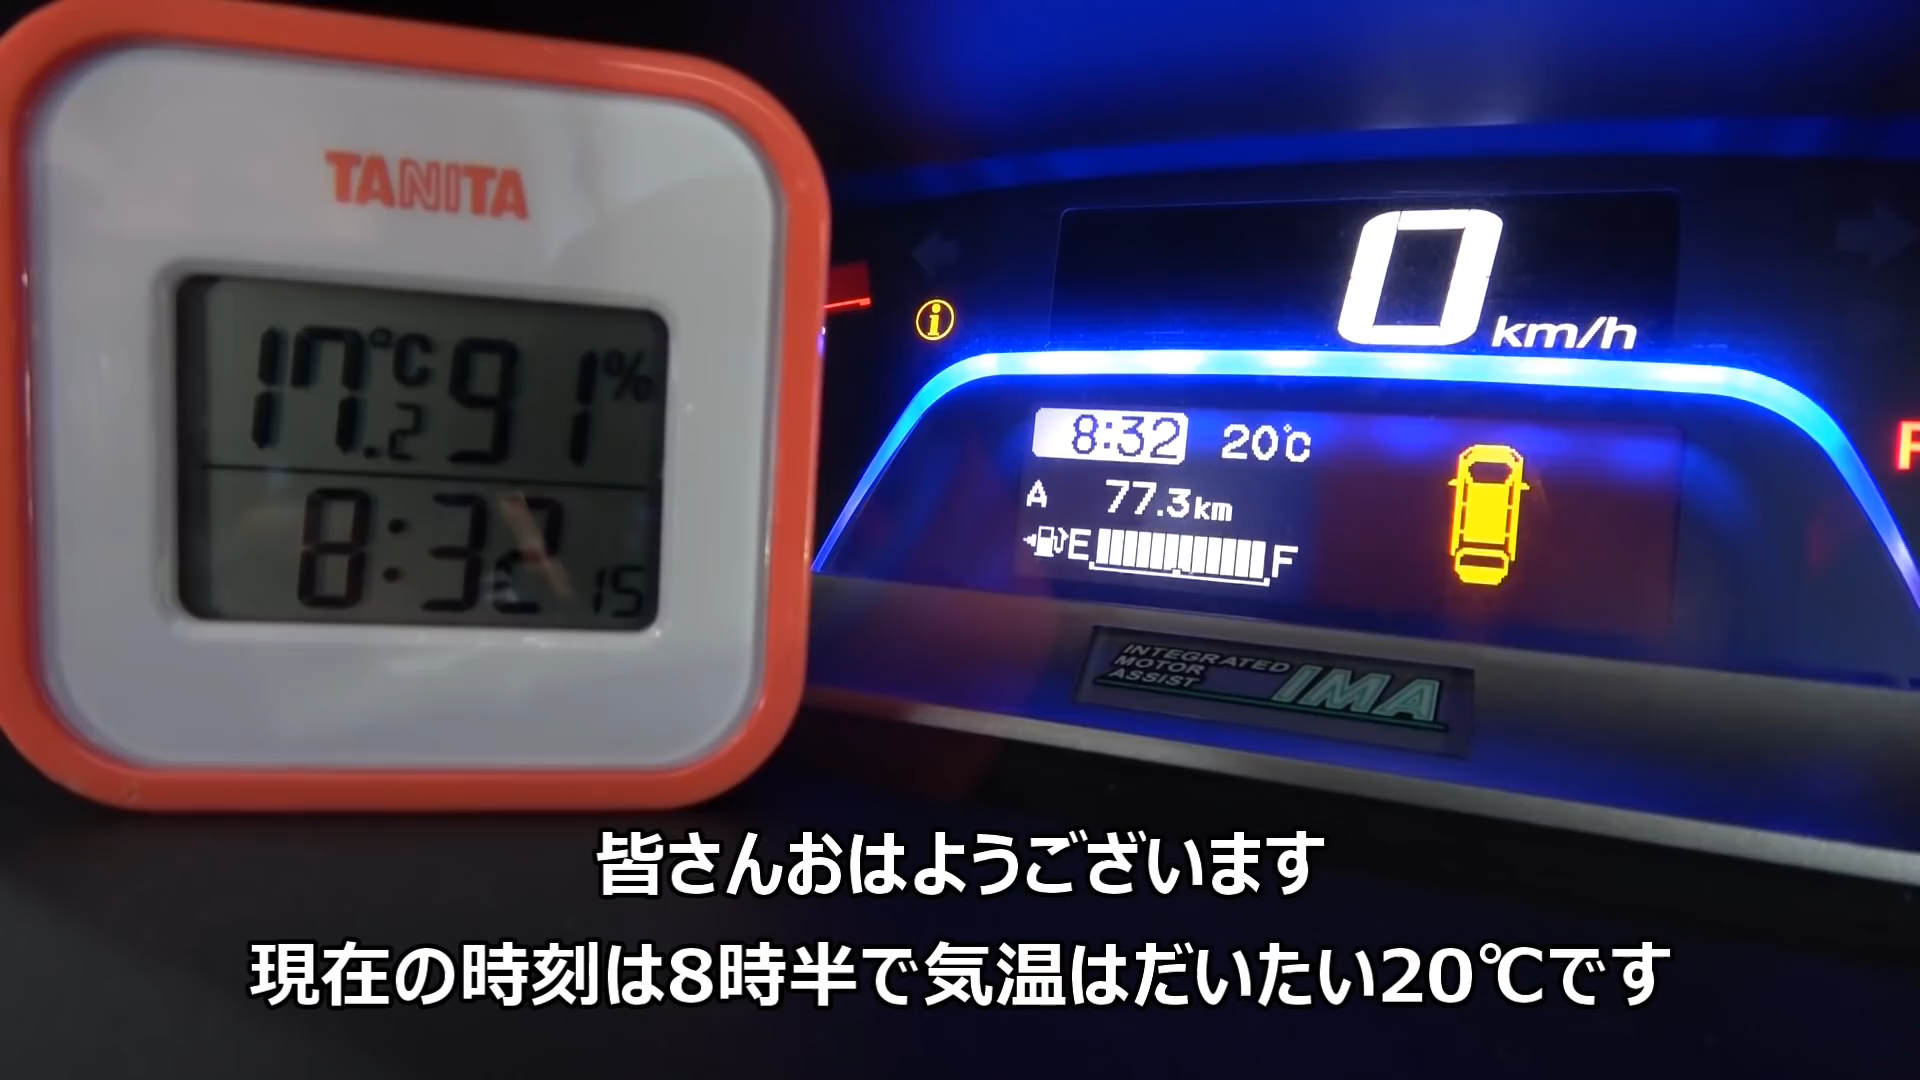 TANITA
17.2℃ 91%
8:32 15
0 km/h
8:32 20℃
A 77.3km
E F
INTEGRATED
MOTOR
ASSIST
IMA
皆さんおはようございます
現在の時刻は8時半で気温はだいたい20℃です